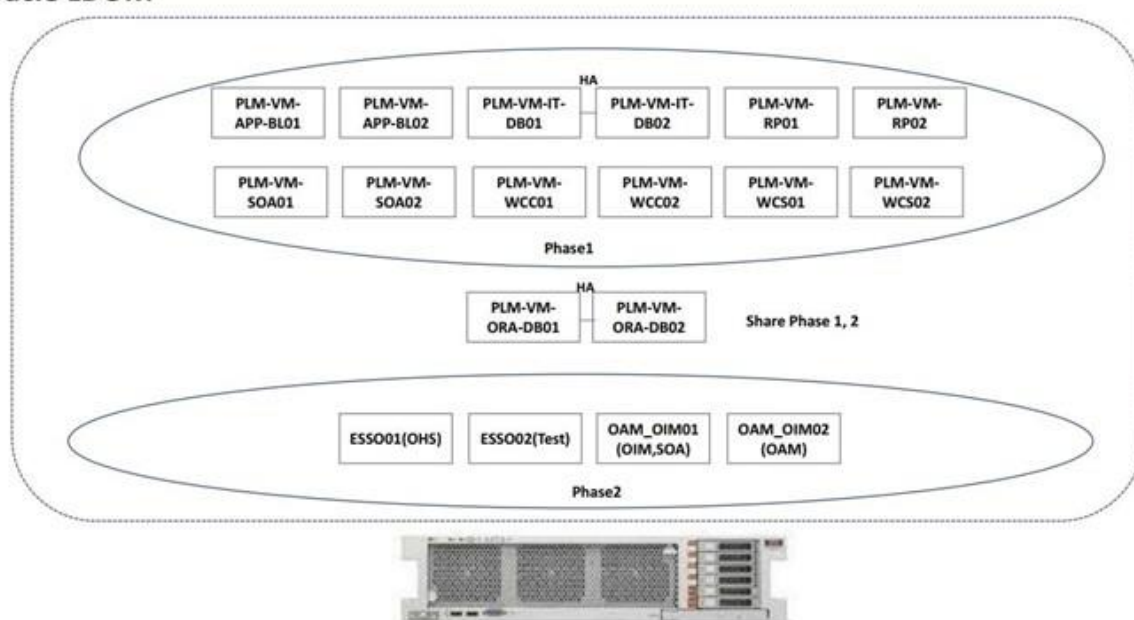 HA
PLM-VM-
APP-BL01
PLM-VM-
APP-BL02
PLM-VM-IT-
DB01
PLM-VM-IT-
DB02
PLM-VM-
RP01
PLM-VM-
RP02
PLM-VM-
SOA01
PLM-VM-
SOA02
PLM-VM-
WCC01
PLM-VM-
WCC02
PLM-VM-
WCS01
PLM-VM-
WCS02
Phase1
HA
PLM-VM-
ORA-DB01
PLM-VM-
ORA-DB02
Share Phase 1, 2
ESSO01(OHS)
ESSO02(Test)
OAM_OIM01
(OIM,SOA)
OAM_OIM02
(OAM)
Phase2